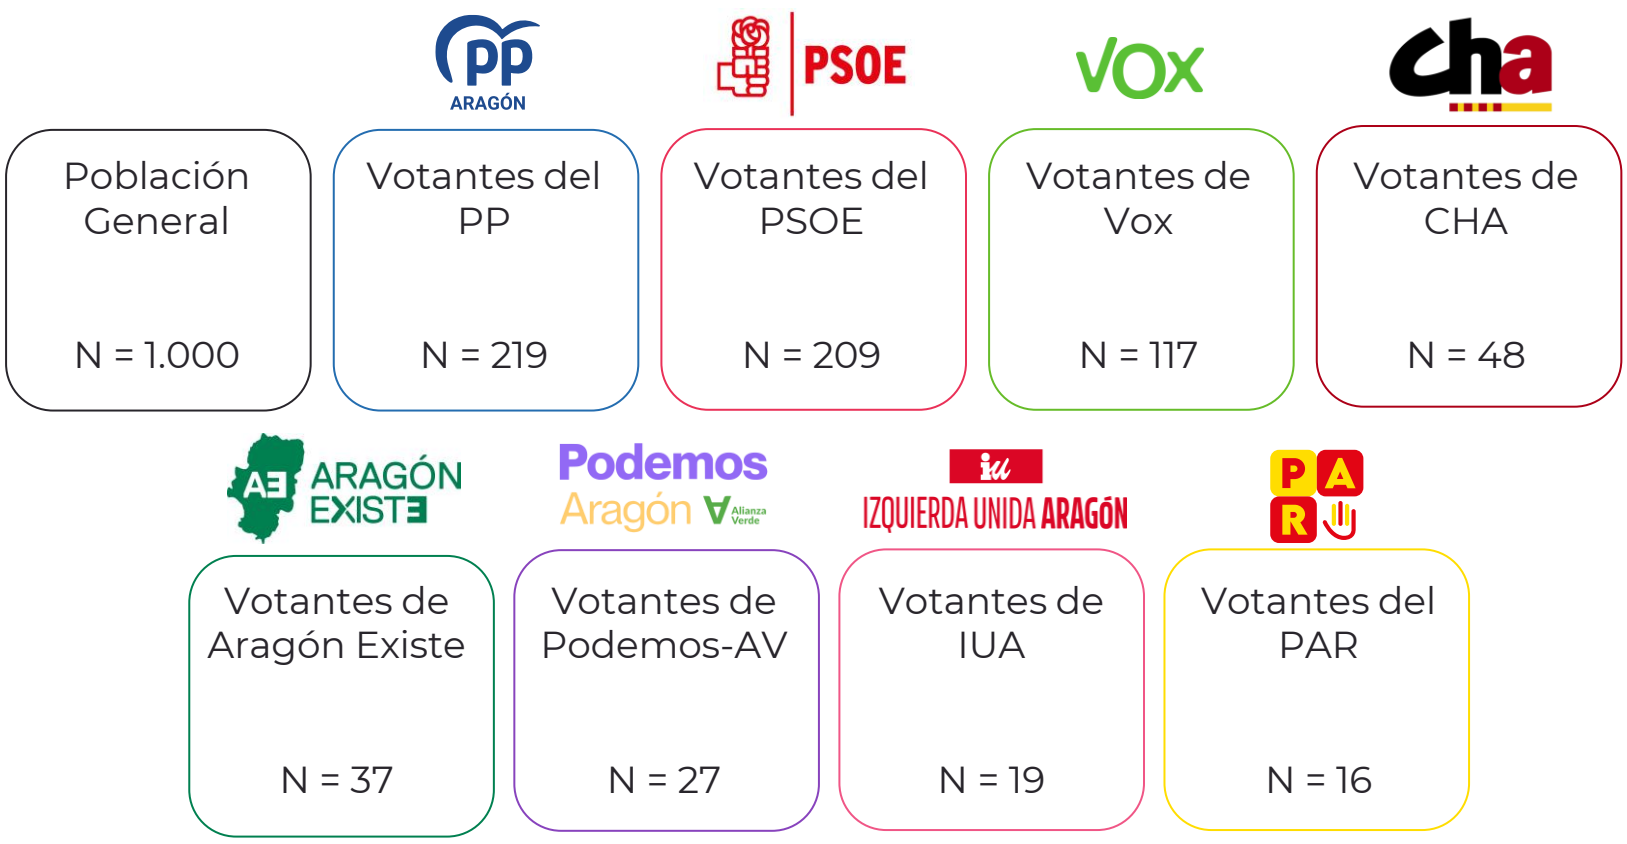 PP
ARAGÓN
PSOE
VOX
cha
Población
General
N = 1.000
Votantes del
PP
N = 219
Votantes del
PSOE
N = 209
Votantes de
Vox
N = 117
Votantes de
CHA
N = 48
AE
ARAGÓN
EXISTE
Podemos
Aragón
Alianza
Verde
iu
IZQUIERDA UNIDA ARAGÓN
PA
R
Votantes de
Aragón Existe
N = 37
Votantes de
Podemos-AV
N = 27
Votantes de
IUA
N = 19
Votantes del
PAR
N = 16